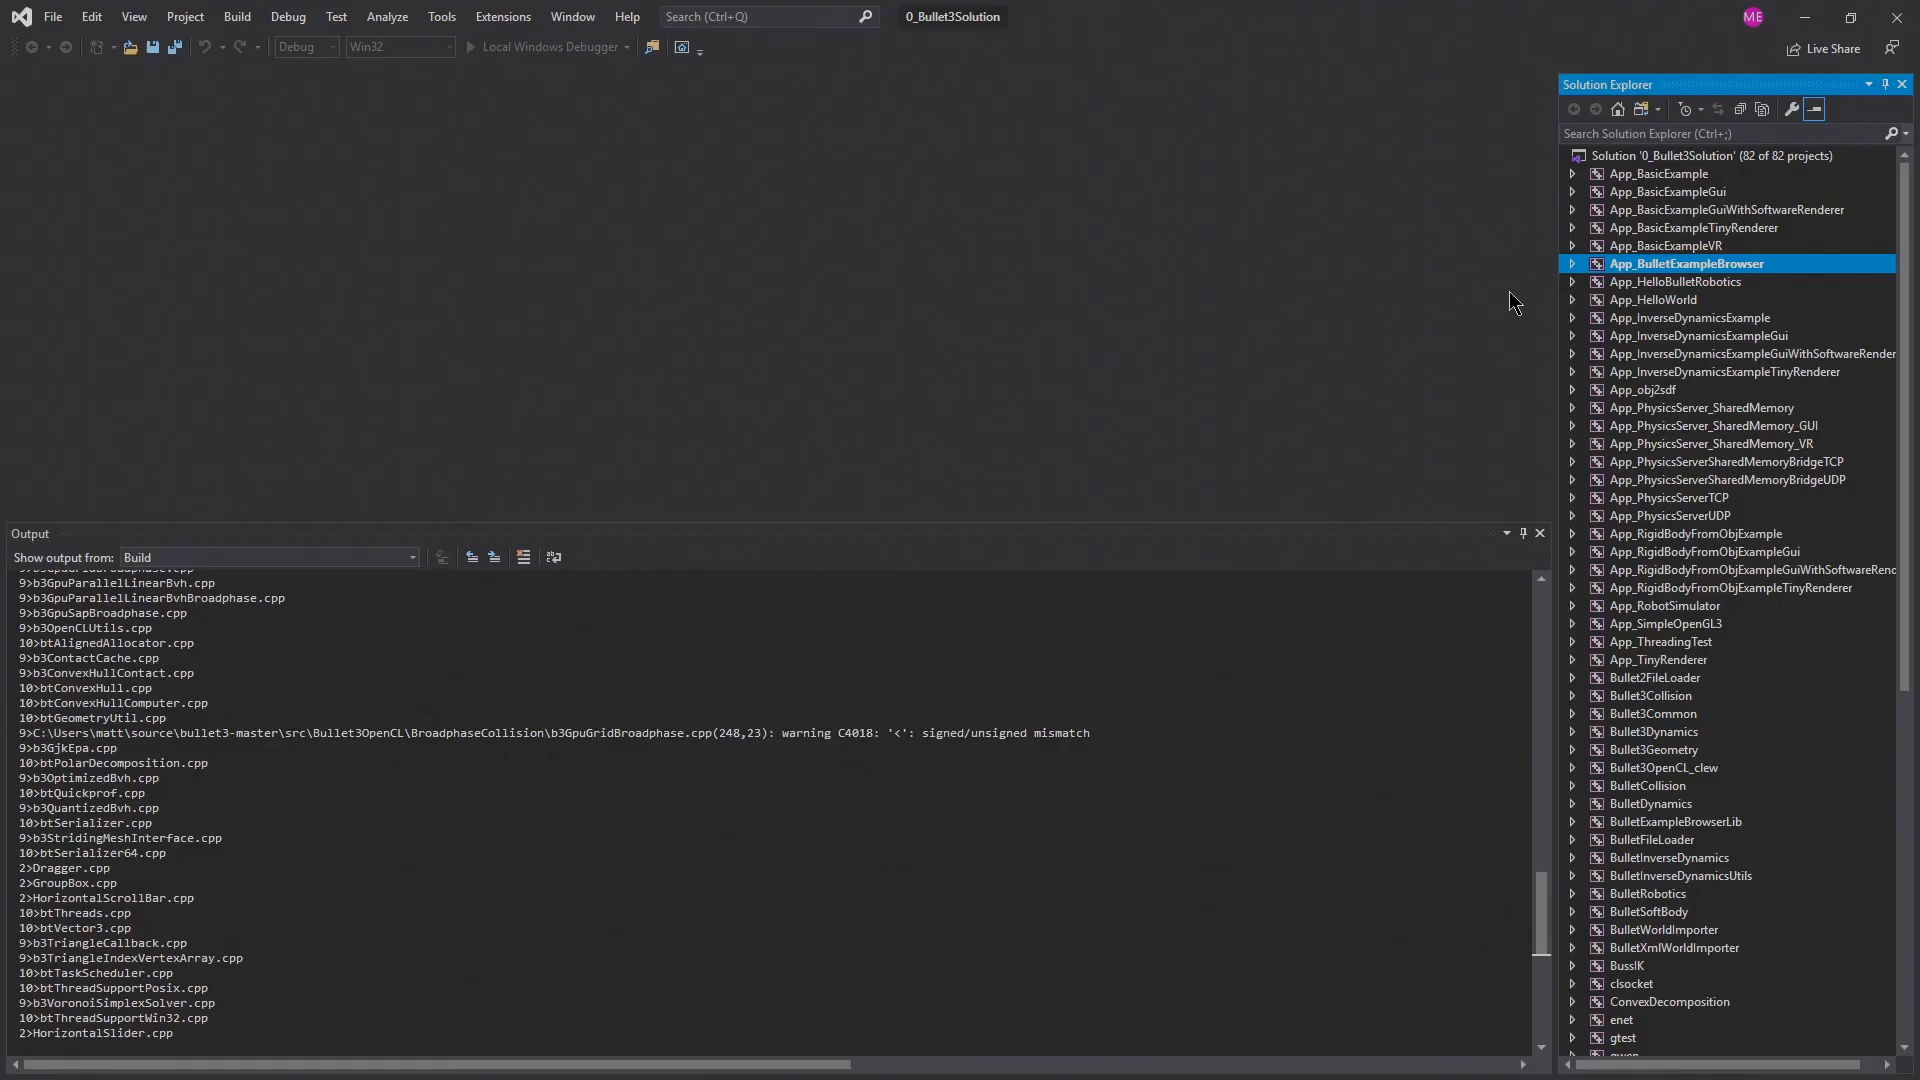 File Edit View Project Build Debug Test Analyze Tools Extensions Window Help Search (Ctrl+Q) 0_Bullet3Solution ME
Debug Win32 Local Windows Debugger Live Share
Solution Explorer
Search Solution Explorer (Ctrl+;)
Solution '0_Bullet3Solution' (82 of 82 projects)
App_BasicExample
App_BasicExampleGui
App_BasicExampleGuiWithSoftwareRenderer
App_BasicExampleTinyRenderer
App_BasicExampleVR
App_BulletExampleBrowser
App_HelloBulletRobotics
App_HelloWorld
App_InverseDynamicsExample
App_InverseDynamicsExampleGui
App_InverseDynamicsExampleGuiWithSoftwareRender
App_InverseDynamicsExampleTinyRenderer
App_obj2sdf
App_PhysicsServer_SharedMemory
App_PhysicsServer_SharedMemory_GUI
App_PhysicsServer_SharedMemory_VR
App_PhysicsServerSharedMemoryBridgeTCP
App_PhysicsServerSharedMemoryBridgeUDP
App_PhysicsServerTCP
App_PhysicsServerUDP
App_RigidBodyFromObjExample
App_RigidBodyFromObjExampleGui
App_RigidBodyFromObjExampleGuiWithSoftwareRend
App_RigidBodyFromObjExampleTinyRenderer
App_RobotSimulator
App_SimpleOpenGL3
App_ThreadingTest
App_TinyRenderer
Bullet2FileLoader
Bullet3Collision
Bullet3Common
Bullet3Dynamics
Bullet3Geometry
Bullet3OpenCL_clew
BulletCollision
BulletDynamics
BulletExampleBrowserLib
BulletFileLoader
BulletInverseDynamics
BulletInverseDynamicsUtils
BulletRobotics
BulletSoftBody
BulletWorldImporter
BulletXmlWorldImporter
BussIK
clsocket
ConvexDecomposition
enet
gtest
Output
Show output from: Build
9>b3GpuGridBroadphase.cpp
9>b3GpuParallelLinearBvh.cpp
9>b3GpuParallelLinearBvhBroadphase.cpp
9>b3GpuSapBroadphase.cpp
9>b3OpenCLUtils.cpp
10>btAlignedAllocator.cpp
9>b3ContactCache.cpp
9>b3ConvexHullContact.cpp
10>btConvexHull.cpp
10>btConvexHullComputer.cpp
10>btGeometryUtil.cpp
9>C:\Users\matt\source\bullet3-master\src\Bullet3OpenCL\BroadphaseCollision\b3GpuGridBroadphase.cpp(248,23): warning C4018: '<': signed/unsigned mismatch
9>b3GjkEpa.cpp
10>btPolarDecomposition.cpp
9>b3OptimizedBvh.cpp
10>btQuickprof.cpp
9>b3QuantizedBvh.cpp
10>btSerializer.cpp
9>b3StridingMeshInterface.cpp
10>btSerializer64.cpp
2>Dragger.cpp
2>GroupBox.cpp
2>HorizontalScrollBar.cpp
10>btThreads.cpp
10>btVector3.cpp
9>b3TriangleCallback.cpp
9>b3TriangleIndexVertexArray.cpp
10>btTaskScheduler.cpp
10>btThreadSupportPosix.cpp
9>b3VoronoiSimplexSolver.cpp
10>btThreadSupportWin32.cpp
2>HorizontalSlider.cpp